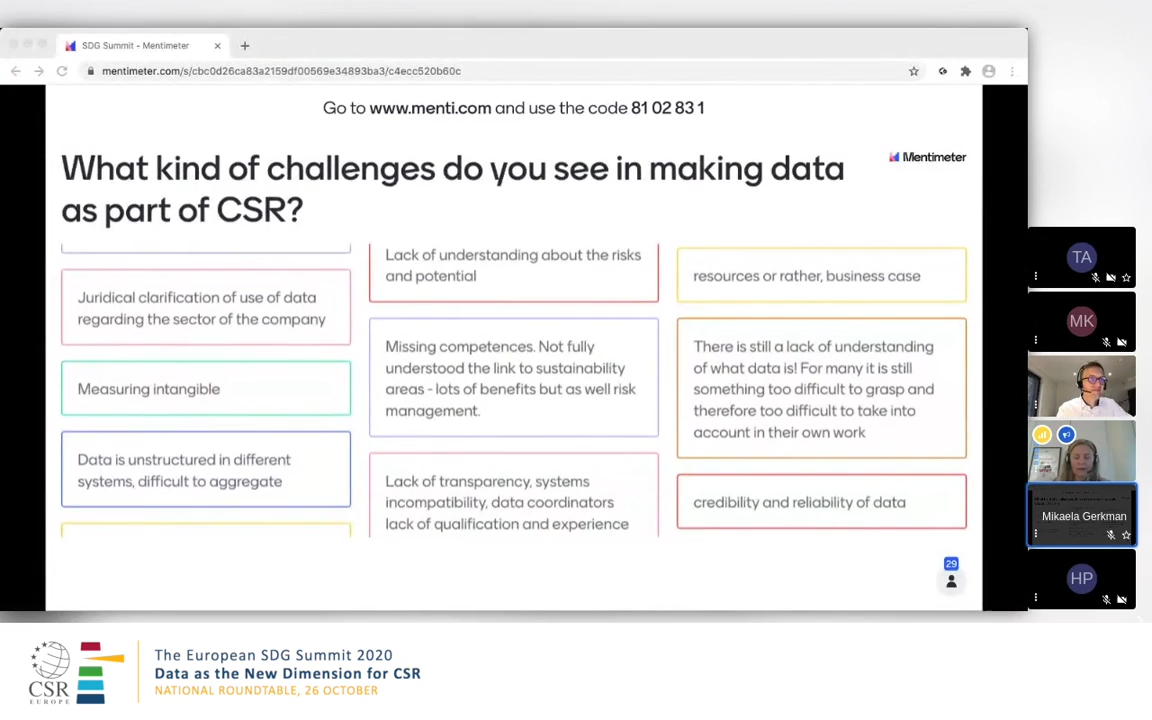 SDG Summit - Mentimeter
mentimeter.com/s/cbc0d26ca83a2159df00569e34893ba3/c4ecc520b60c
Go to www.menti.com and use the code 81 02 83 1
What kind of challenges do you see in making data
as part of CSR?
Mentimeter
Juridical clarification of use of data
regarding the sector of the company
Measuring intangible
Data is unstructured in different
systems, difficult to aggregate
Lack of understanding about the risks
and potential
Missing competences. Not fully
understood the link to sustainability
areas - lots of benefits but as well risk
management.
Lack of transparency, systems
incompatibility, data coordinators
lack of qualification and experience
resources or rather, business case
There is still a lack of understanding
of what data is! For many it is still
something too difficult to grasp and
therefore too difficult to take into
account in their own work
credibility and reliability of data
29
TA
MK
Mikaela Gerkman
HP
CSR
EUROPE
The European SDG Summit 2020
Data as the New Dimension for CSR
NATIONAL ROUNDTABLE, 26 OCTOBER